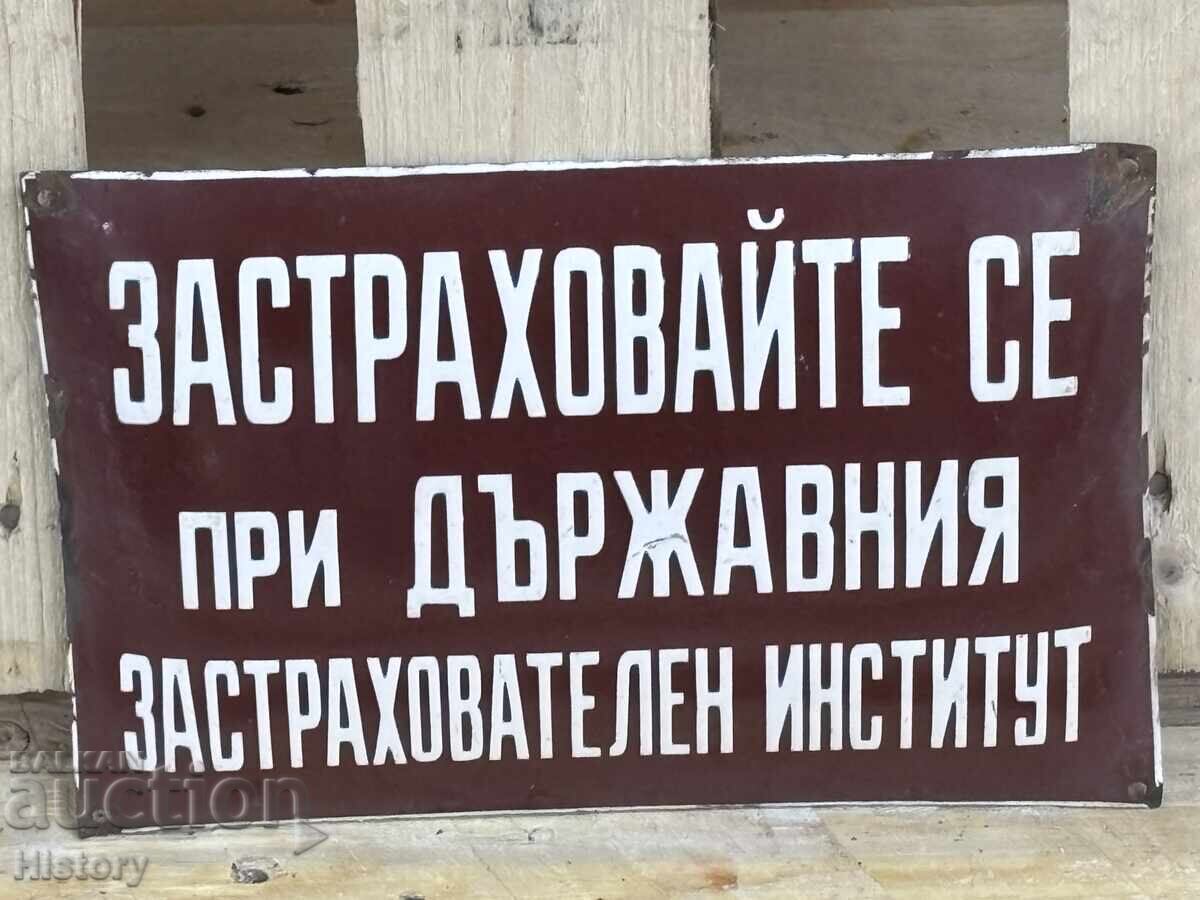 ЗАСТРАХОВАЙТЕ СЕ
ПРИ ДЪРЖАВНИЯ
ЗАСТРАХОВАТЕЛЕН ИНСТИТУТ
BALKAN
auction
History